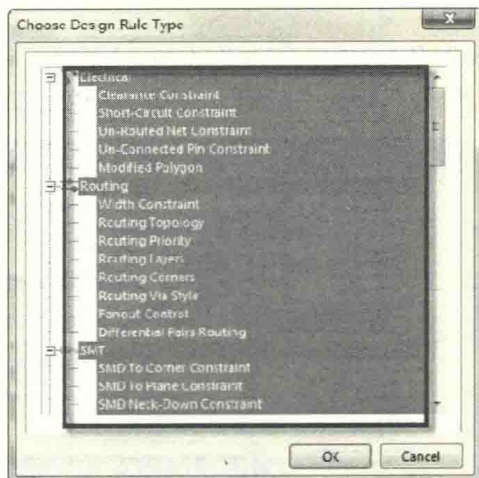 Choose Design Rule Type
Electrical
Clearance Constraint
Short-Circuit Constraint
Un-Routed Net Constraint
Un-Connected Pin Constraint
Modified Polygon
Routing
Width Constraint
Routing Topology
Routing Priority
Routing Layers
Routing Corners
Routing Via Style
Fanout Control
Differential Pairs Routing
SMT
SMD To Corner Constraint
SMD To Plane Constraint
SMD Neck-Down Constraint
OK
Cancel